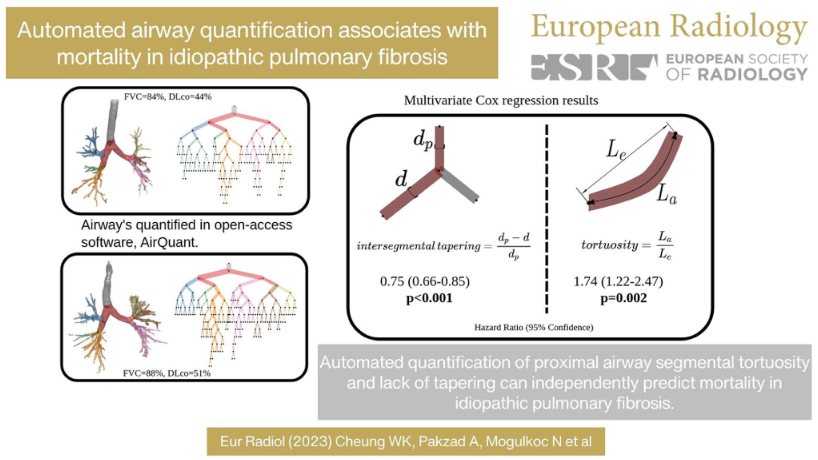 Automated airway quantification associates with
mortality in idiopathic pulmonary fibrosis
European Radiology
ESR
EUROPEAN SOCIETY
OF RADIOLOGY
FVC=84%, DLco=44%
Airway's quantified in open-access
software, AirQuant.
FVC=88%, DLco=51%
Multivariate Cox regression results
d_p
d
L_e
L_a
intersegmental tapering = (d_p − d) / d_p
tortuosity = L_a / L_e
0.75 (0.66-0.85)
p<0.001
1.74 (1.22-2.47)
p=0.002
Hazard Ratio (95% Confidence)
Automated quantification of proximal airway segmental tortuosity
and lack of tapering can independently predict mortality in
idiopathic pulmonary fibrosis.
Eur Radiol (2023) Cheung WK, Pakzad A, Mogulkoc N et al